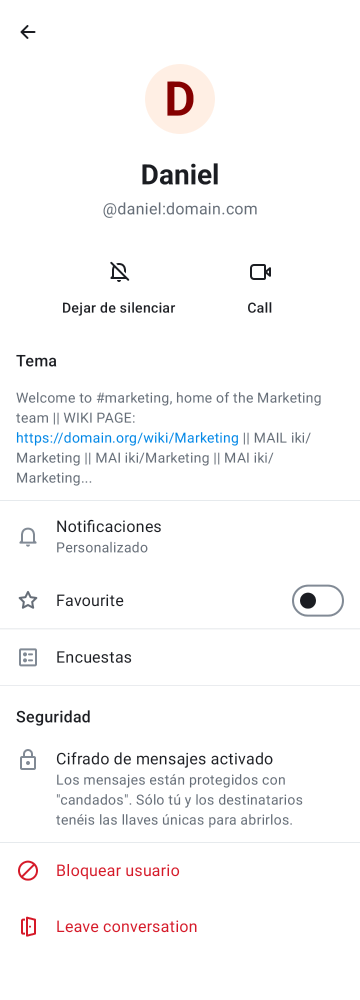 D
Daniel
@daniel:domain.com
Dejar de silenciar
Call
Tema
Welcome to #marketing, home of the Marketing
team || WIKI PAGE:
https://domain.org/wiki/Marketing || MAIL iki/
Marketing || MAI iki/Marketing || MAI iki/
Marketing...
Notificaciones
Personalizado
Favourite
Encuestas
Seguridad
Cifrado de mensajes activado
Los mensajes están protegidos con
"candados". Sólo tú y los destinatarios
tenéis las llaves únicas para abrirlos.
Bloquear usuario
Leave conversation